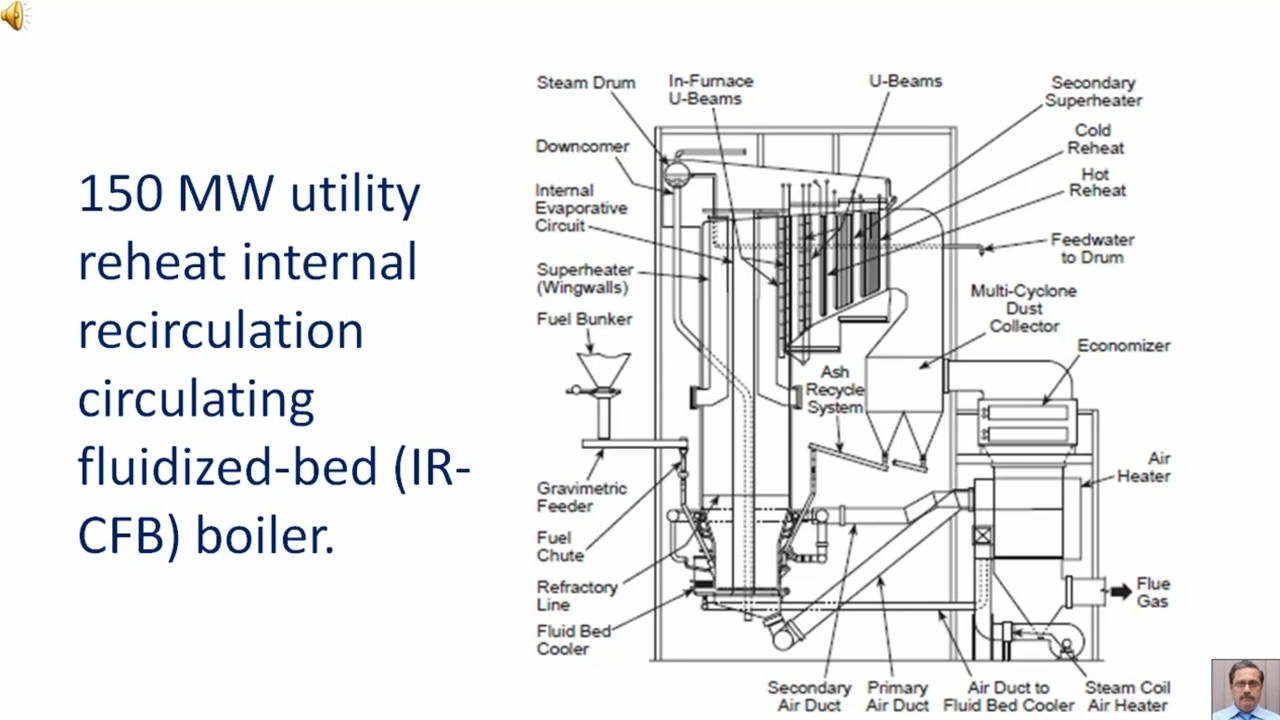 150 MW utility
reheat internal
recirculation
circulating
fluidized-bed (IR-
CFB) boiler.
Steam Drum
In-Furnace
U-Beams
U-Beams
Secondary
Superheater
Cold
Reheat
Hot
Reheat
Downcomer
Internal
Evaporative
Circuit
Superheater
(Wingwalls)
Fuel Bunker
Feedwater
to Drum
Multi-Cyclone
Dust
Collector
Economizer
Ash
Recycle
System
Air
Heater
Gravimetric
Feeder
Fuel
Chute
Refractory
Line
Fluid Bed
Cooler
Flue
Gas
Secondary
Air Duct
Primary
Air Duct
Air Duct to
Fluid Bed Cooler
Steam Coil
Air Heater